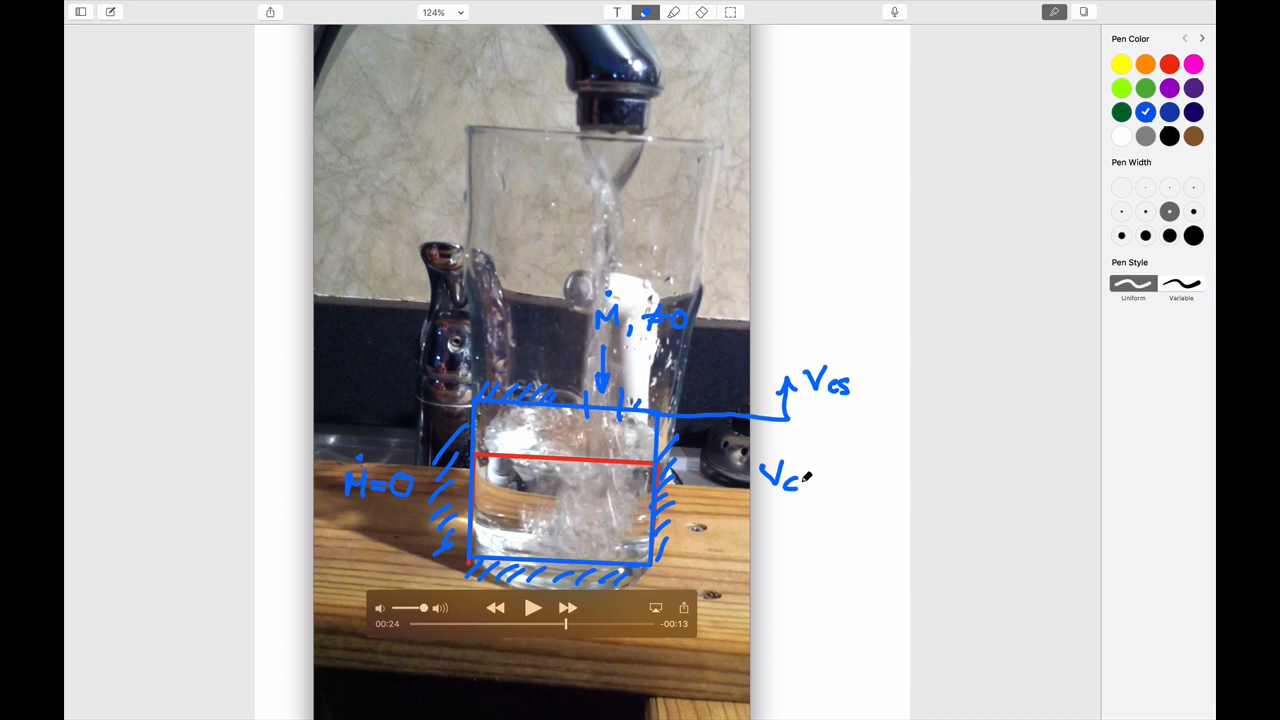 124%
T
Pen Color
Pen Width
Pen Style
Uniform
Variable
ṁ, ≠0
V_cs
ṁ=0
V_c
00:24
-00:13